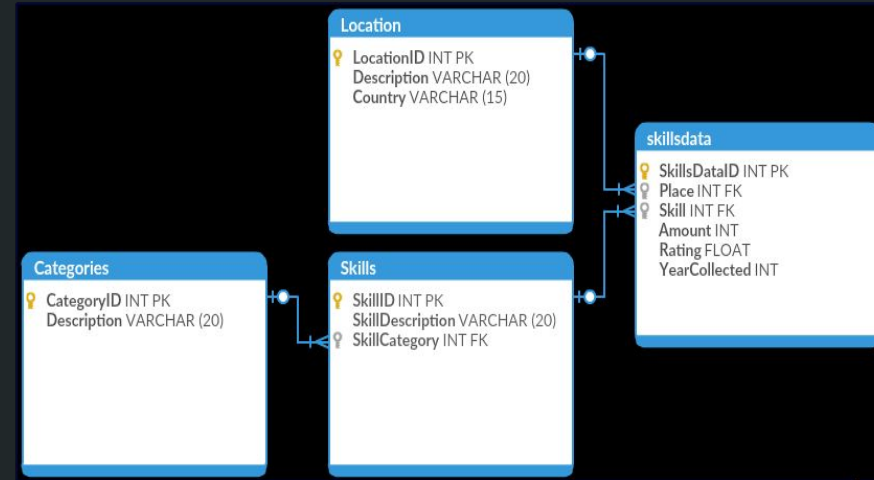 Location
LocationID INT PK
Description VARCHAR (20)
Country VARCHAR (15)
skillsdata
SkillsDataID INT PK
Place INT FK
Skill INT FK
Amount INT
Rating FLOAT
YearCollected INT
Categories
CategoryID INT PK
Description VARCHAR (20)
Skills
SkillID INT PK
SkillDescription VARCHAR (20)
SkillCategory INT FK